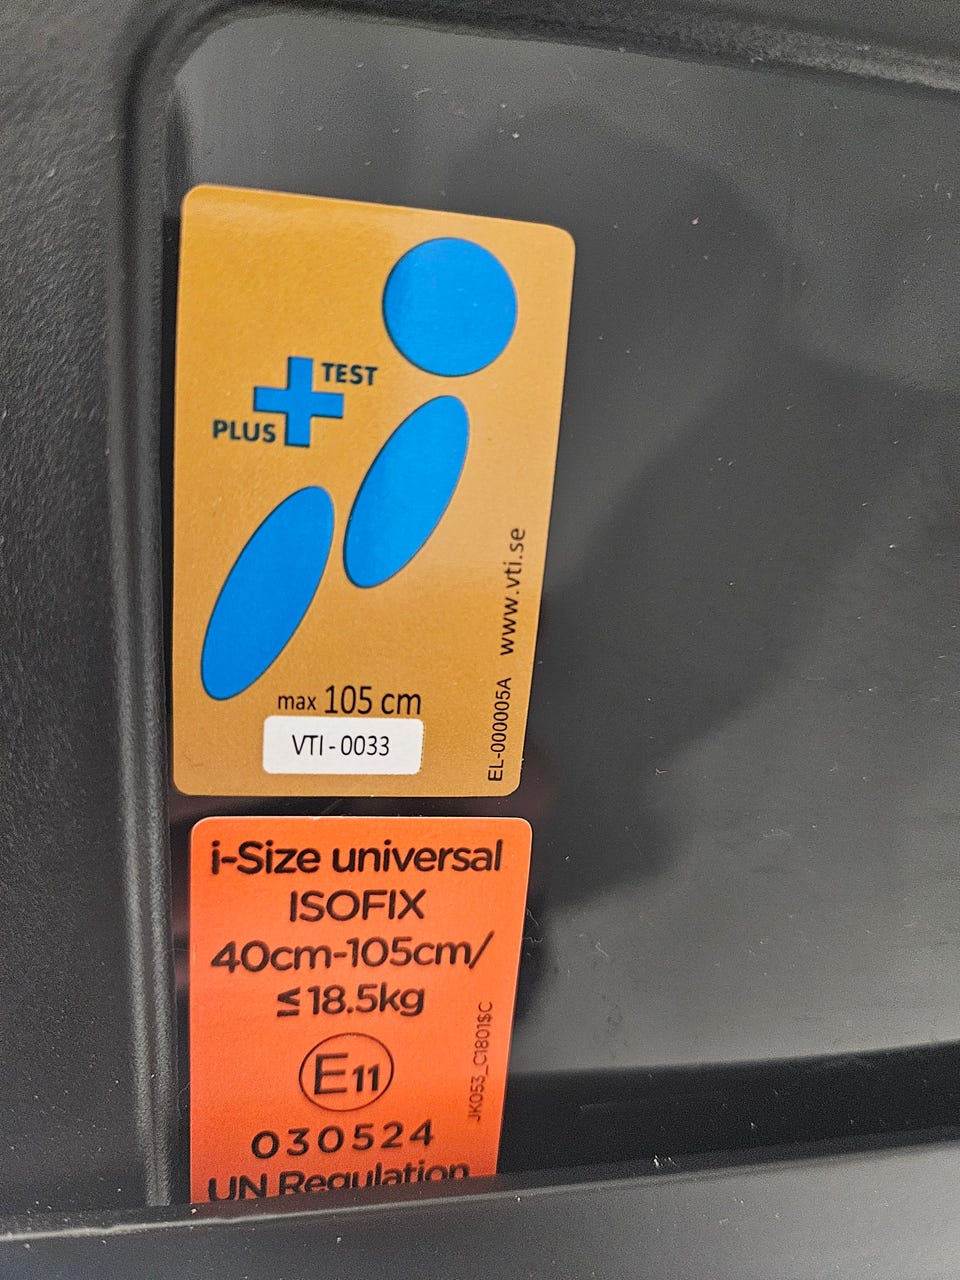 TEST
PLUS
www.vti.se
EL-000005A
max 105 cm
VTI - 0033
i-Size universal
ISOFIX
40cm-105cm/
≤ 18.5kg
E11
JK053_C1801$C
030524
UN Regulation